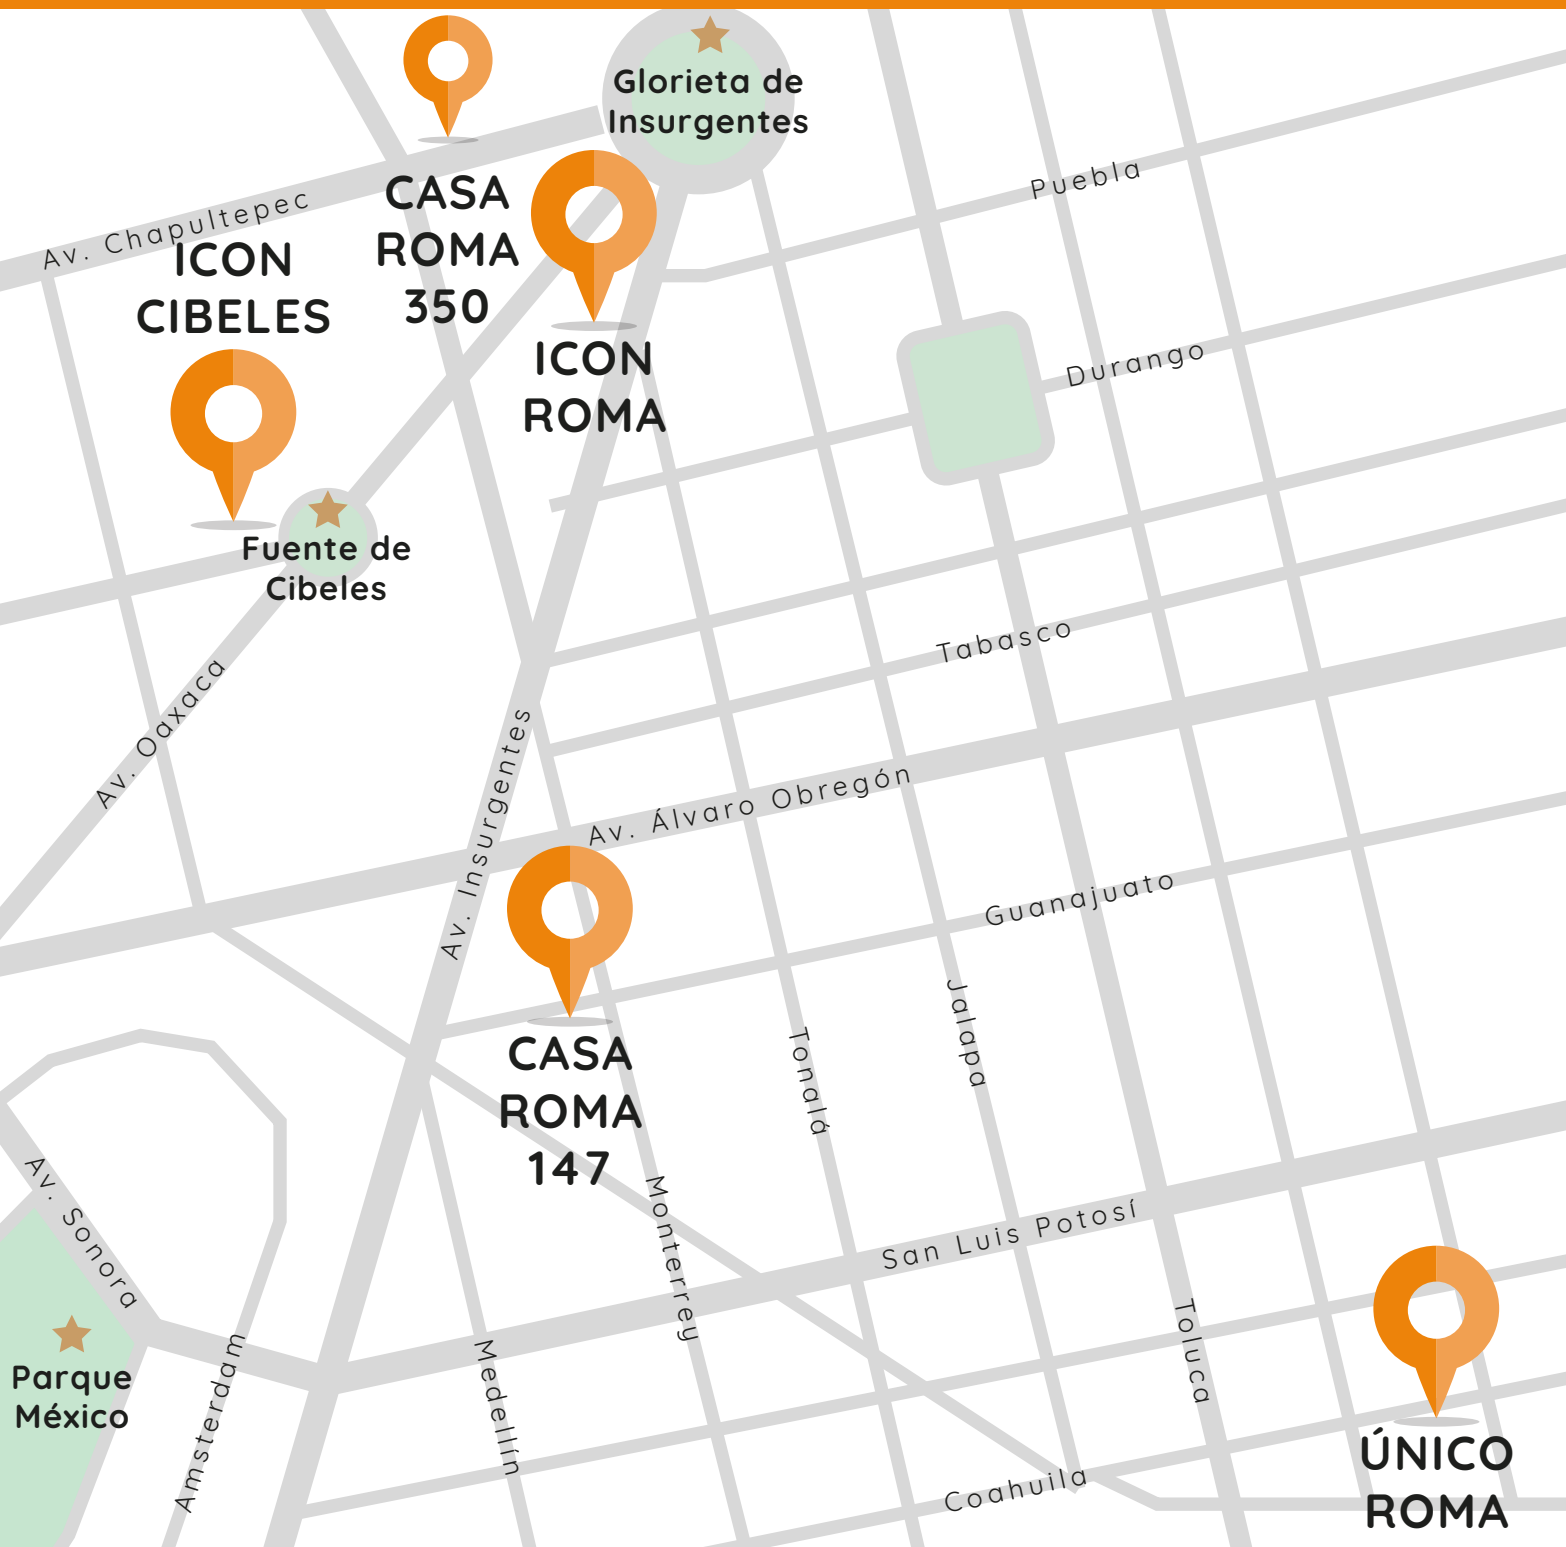 Glorieta de
Insurgentes
Puebla
CASA
ROMA
350
Av. Chapultepec
ICON
CIBELES
ICON
ROMA
Durango
Fuente de
Cibeles
Tabasco
Av. Oaxaca
Av. Insurgentes
Av. Álvaro Obregón
Guanajuato
Jalapa
Tonalá
CASA
ROMA
147
Monterrey
Av. Sonora
San Luis Potosí
Toluca
Parque
México
Amsterdam
Medellín
ÚNICO
ROMA
Coahuila